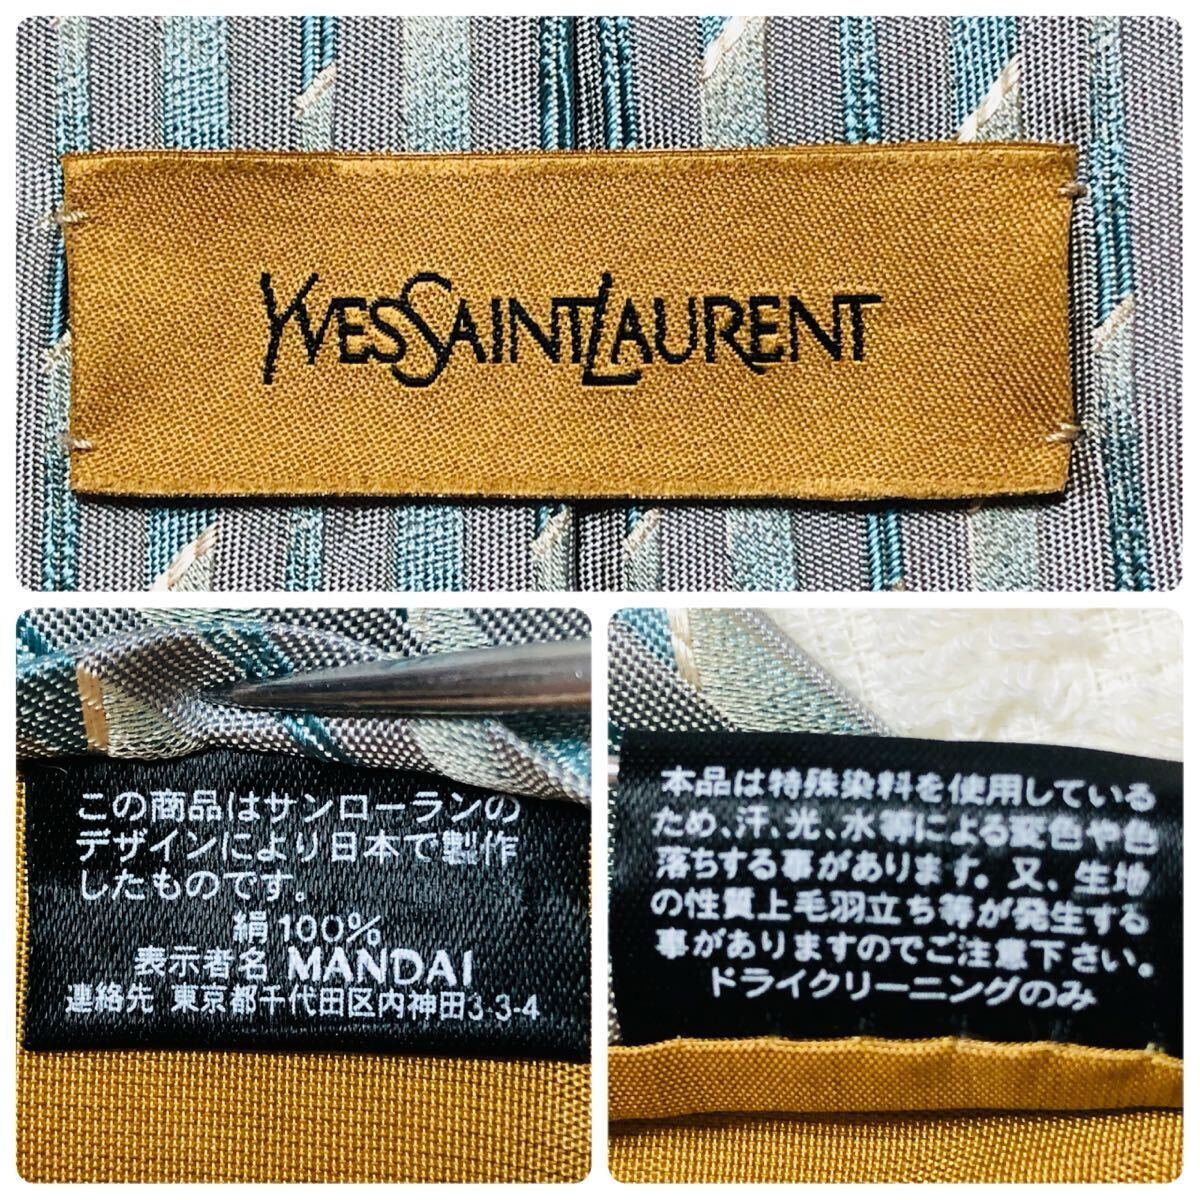 YVESSAINTLAURENT
この商品はサンローランの
デザインにより日本で製作
したものです。
絹100%
表示者名 MANDAI
連絡先 東京都千代田区内神田3-3-4
本品は特殊染料を使用している
ため、汗、光、水等による変色や色
落ちする事があります。又、生地
の性質上毛羽立ち等が発生する
事がありますのでご注意下さい。
ドライクリーニングのみ